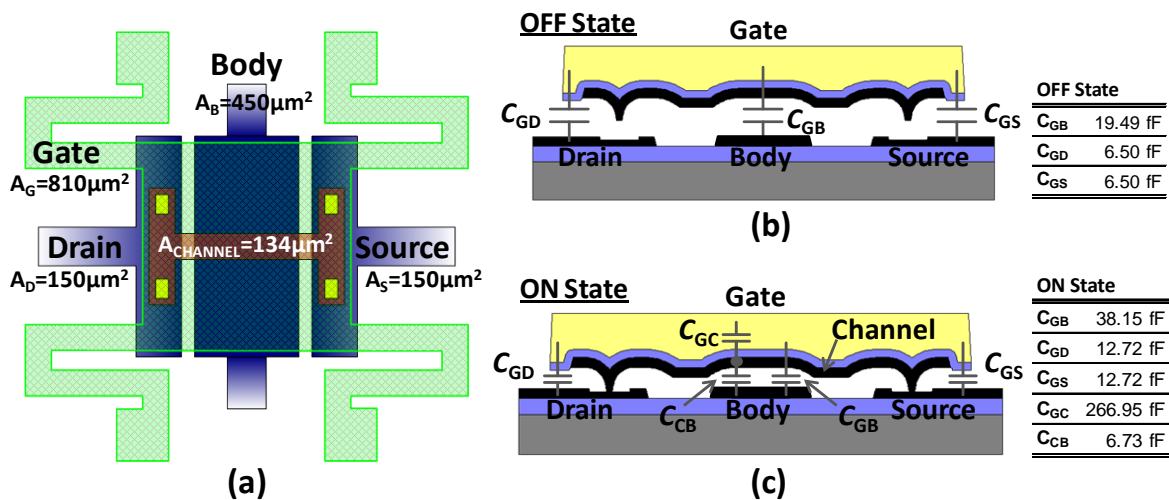 Body
A_B=450μm²
Gate
A_G=810μm²
Drain
A_CHANNEL=134μm²
Source
A_D=150μm²
A_S=150μm²
(a)
OFF State
Gate
C_GD
C_GB
C_GS
Drain
Body
Source
(b)
OFF State
C_GB 19.49 fF
C_GD 6.50 fF
C_GS 6.50 fF
ON State
Gate
C_GC
Channel
C_GD
C_GS
Drain
Body
Source
C_CB
C_GB
(c)
ON State
C_GB 38.15 fF
C_GD 12.72 fF
C_GS 12.72 fF
C_GC 266.95 fF
C_CB 6.73 fF